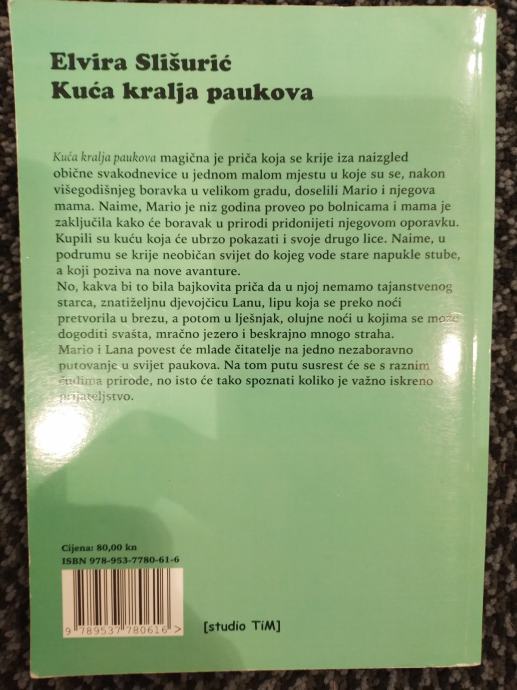 Elvira Slišurić
Kuća kralja paukova
Kuća kralja paukova magična je priča koja se krije iza naizgled
obične svakodnevice u jednom malom mjestu u koje su se, nakon
višegodišnjeg boravka u velikom gradu, doselili Mario i njegova
mama. Naime, Mario je niz godina proveo po bolnicama i mama je
zaključila kako će boravak u prirodi pridonijeti njegovom oporavku.
Kupili su kuću koja će ubrzo pokazati i svoje drugo lice. Naime, u
podrumu se krije neobičan svijet do kojeg vode stare napukle stube,
a koji poziva na nove avanture.
No, kakva bi to bila bajkovita priča da u njoj nemamo tajanstvenog
starca, znatiželjnu djevojčicu Lanu, lipu koja se preko noći
pretvorila u brezu, a potom u lješnjak, olujne noći u kojima se može
dogoditi svašta, mračno jezero i beskrajno mnogo straha.
Mario i Lana povest će mlade čitatelje na jedno nezaboravno
putovanje u svijet paukova. Na tom putu susrest će se s raznim
čudima prirode, no isto će tako spoznati koliko je važno iskreno
prijateljstvo.
Cijena: 80,00 kn
ISBN 978-953-7780-61-6
9 789537 780616 >
[studio TiM]